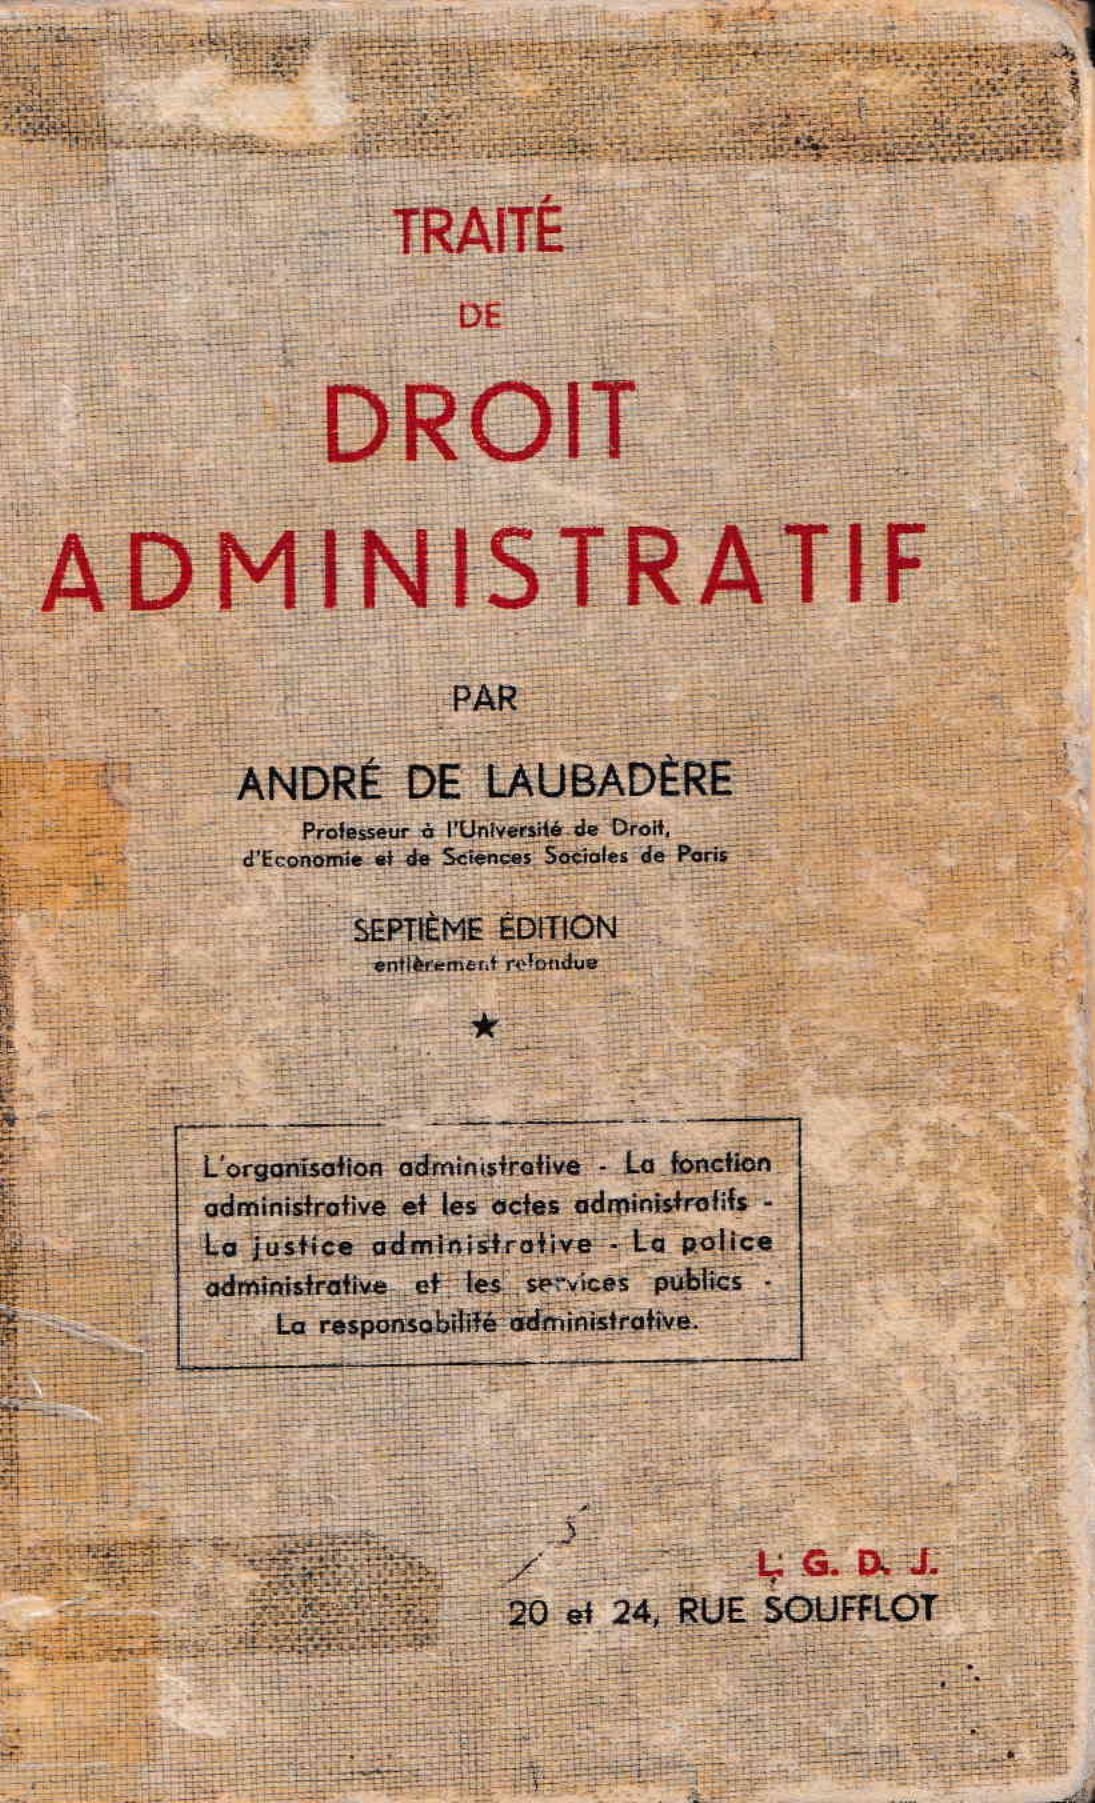 TRAITÉ
DE
DROIT
ADMINISTRATIF
PAR
ANDRÉ DE LAUBADÈRE
Professeur à l'Université de Droit,
d'Economie et de Sciences Sociales de Paris
SEPTIÈME ÉDITION
entièrement refondue
★
L'organisation administrative - La fonction
administrative et les actes administratifs -
La justice administrative - La police
administrative et les services publics -
La responsabilité administrative.
L. G. D. J.
20 et 24, RUE SOUFFLOT